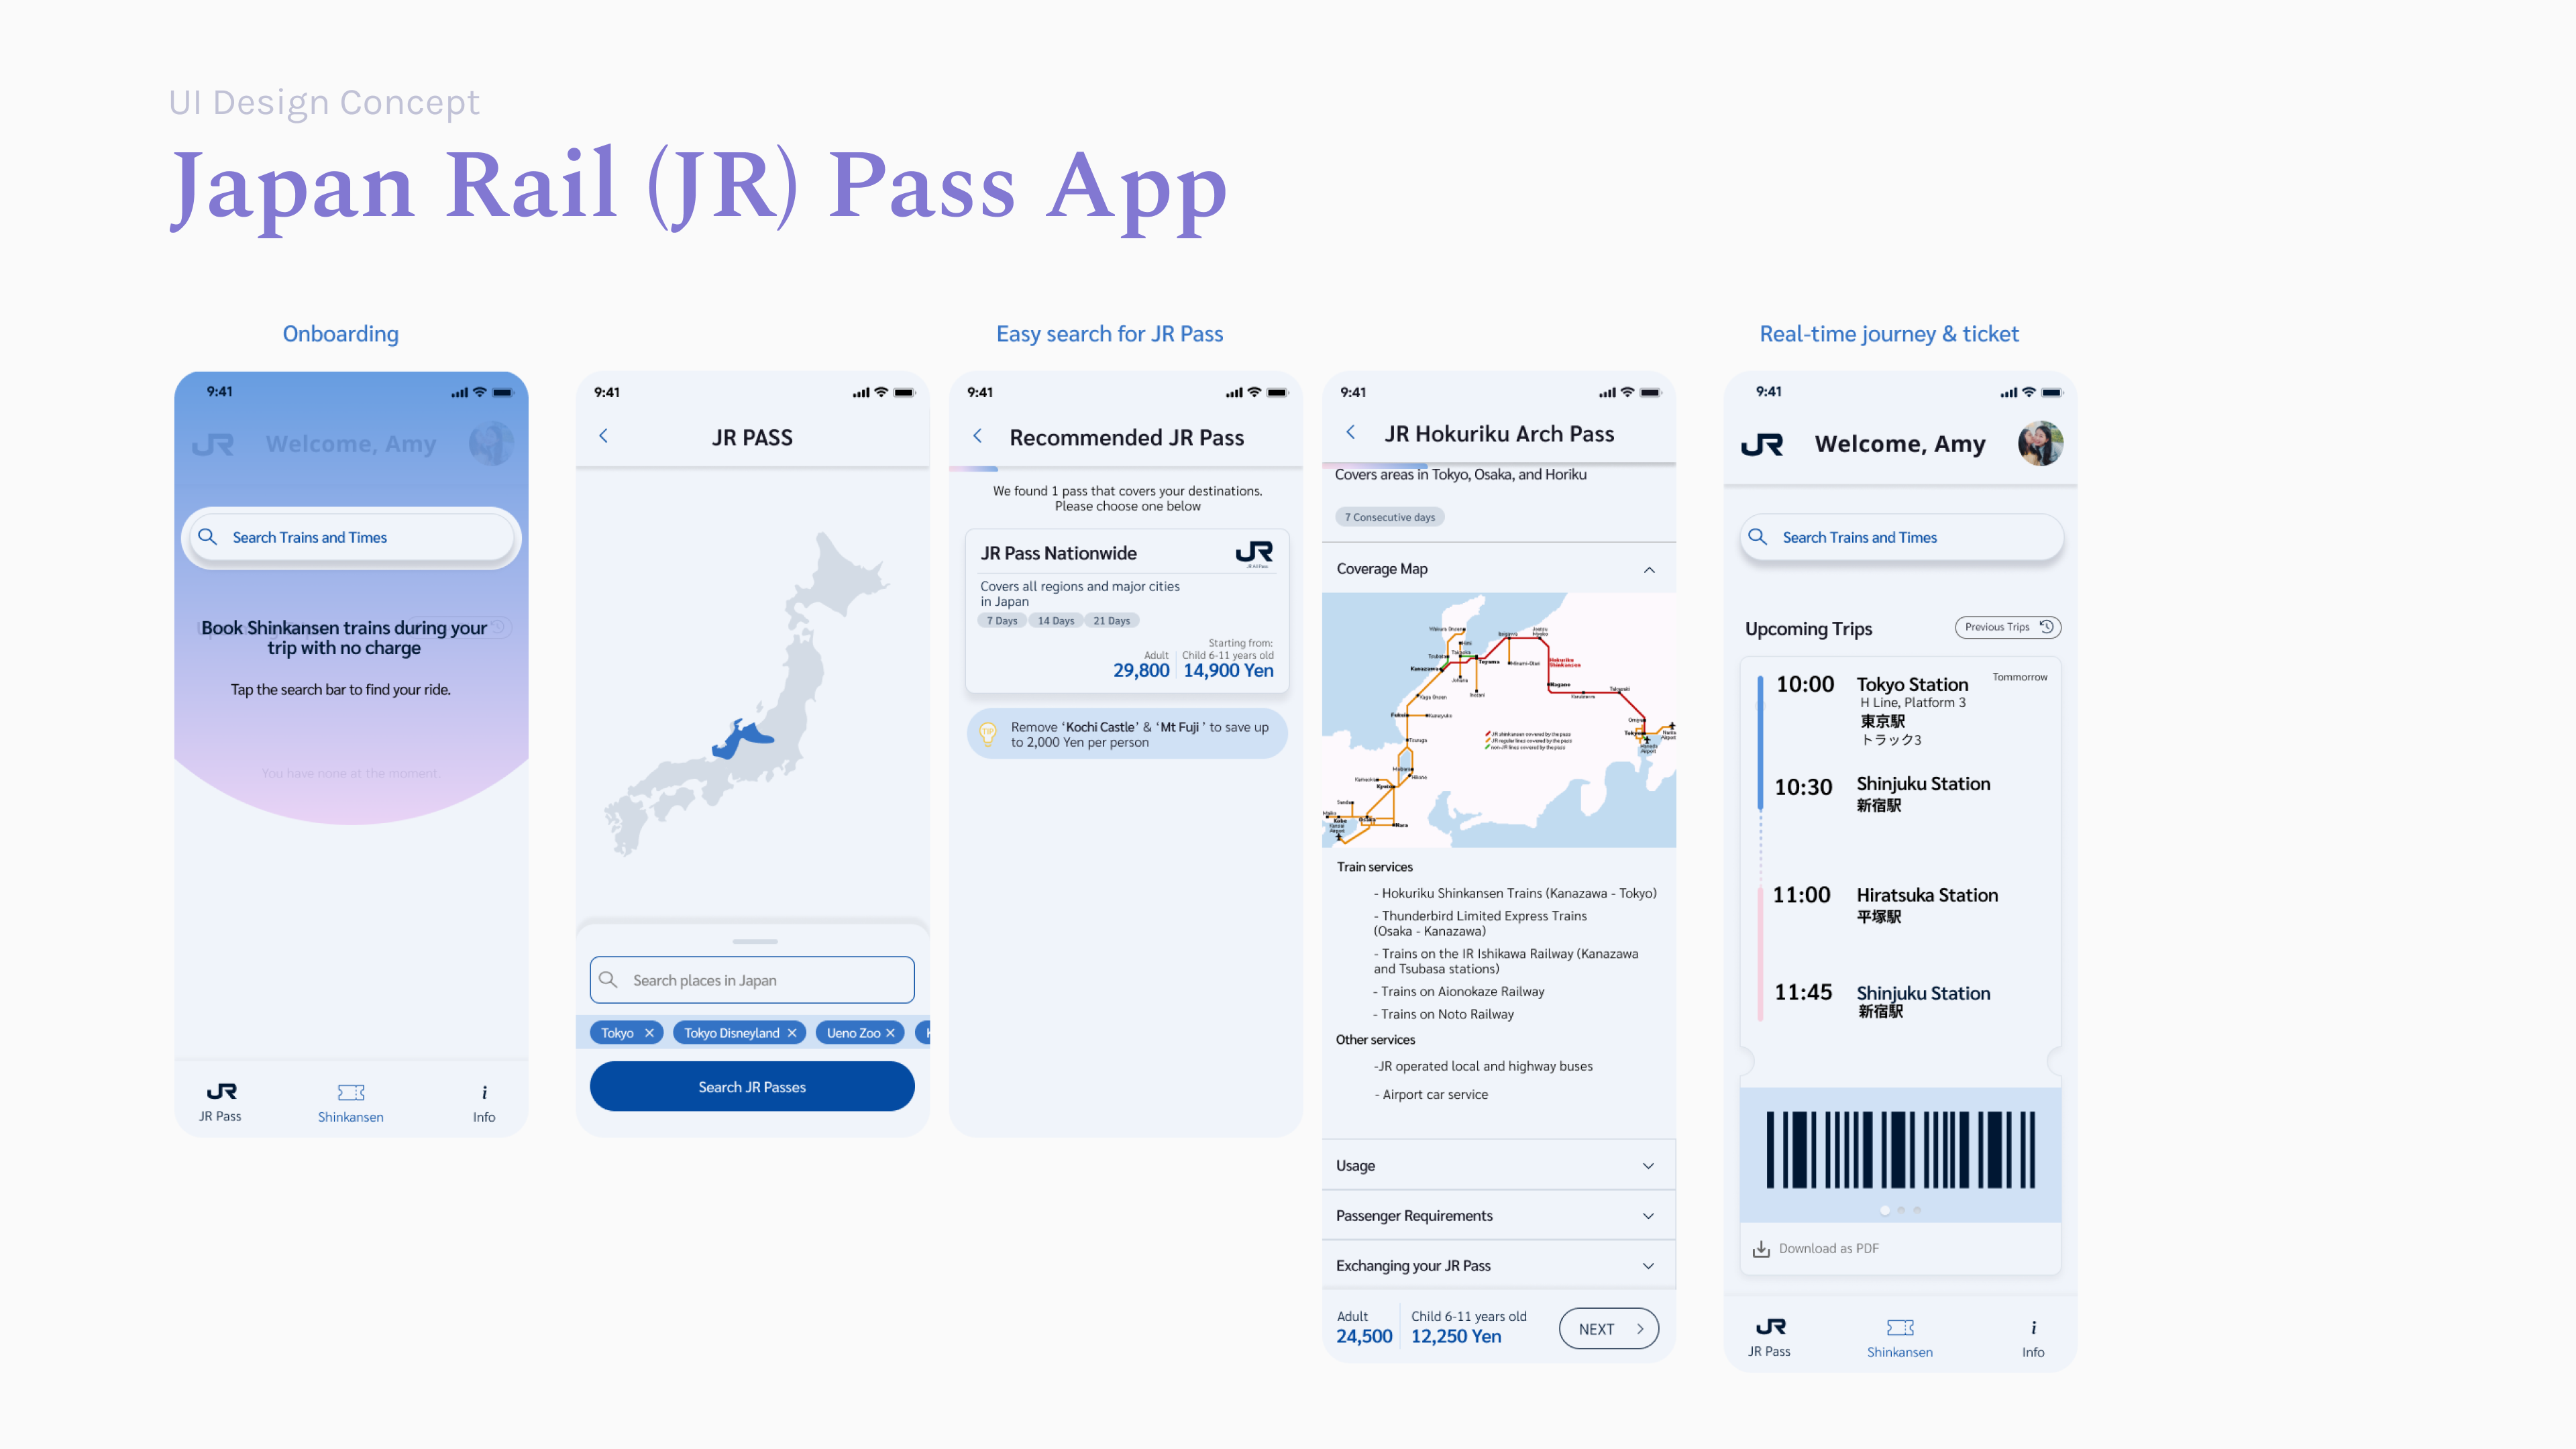 UI Design Concept
Japan Rail (JR) Pass App
Onboarding
9:41
JR
Welcome, Amy
Search Trains and Times
Book Shinkansen trains during your
trip with no charge
Tap the search bar to find your ride.
You have none at the moment.
JR
JR Pass
Shinkansen
i
Info
9:41
JR PASS
Search places in Japan
Tokyo ×
Tokyo Disneyland ×
Ueno Zoo ×
Search JR Passes
Easy search for JR Pass
9:41
Recommended JR Pass
We found 1 pass that covers your destinations.
Please choose one below
JR Pass Nationwide
JR
Covers all regions and major cities
in Japan
7 Days 14 Days 21 Days
Starting from:
Adult Child 6-11 years old
29,800 14,900 Yen
TIP
Remove ‘Kochi Castle’ & ‘Mt Fuji ’ to save up
to 2,000 Yen per person
9:41
JR Hokuriku Arch Pass
Covers areas in Tokyo, Osaka, and Horiku
7 Consecutive days
Coverage Map
Kanazawa
Toyama
Hokuriku
Shinkansen
Nagano
Tsuruga
Kyoto
Nara
Train services
- Hokuriku Shinkansen Trains (Kanazawa - Tokyo)
- Thunderbird Limited Express Trains
(Osaka - Kanazawa)
- Trains on the IR Ishikawa Railway (Kanazawa
and Tsubasa stations)
- Trains on Aionokaze Railway
- Trains on Noto Railway
Other services
-JR operated local and highway buses
- Airport car service
Usage
Passenger Requirements
Exchanging your JR Pass
Adult Child 6-11 years old
24,500 12,250 Yen
NEXT
Real-time journey & ticket
9:41
JR
Welcome, Amy
Search Trains and Times
Upcoming Trips
Previous Trips
10:00 Tokyo Station Tommorrow
H Line, Platform 3
東京駅
トラック3
10:30 Shinjuku Station
新宿駅
11:00 Hiratsuka Station
平塚駅
11:45 Shinjuku Station
新宿駅
Download as PDF
JR
JR Pass
Shinkansen
i
Info